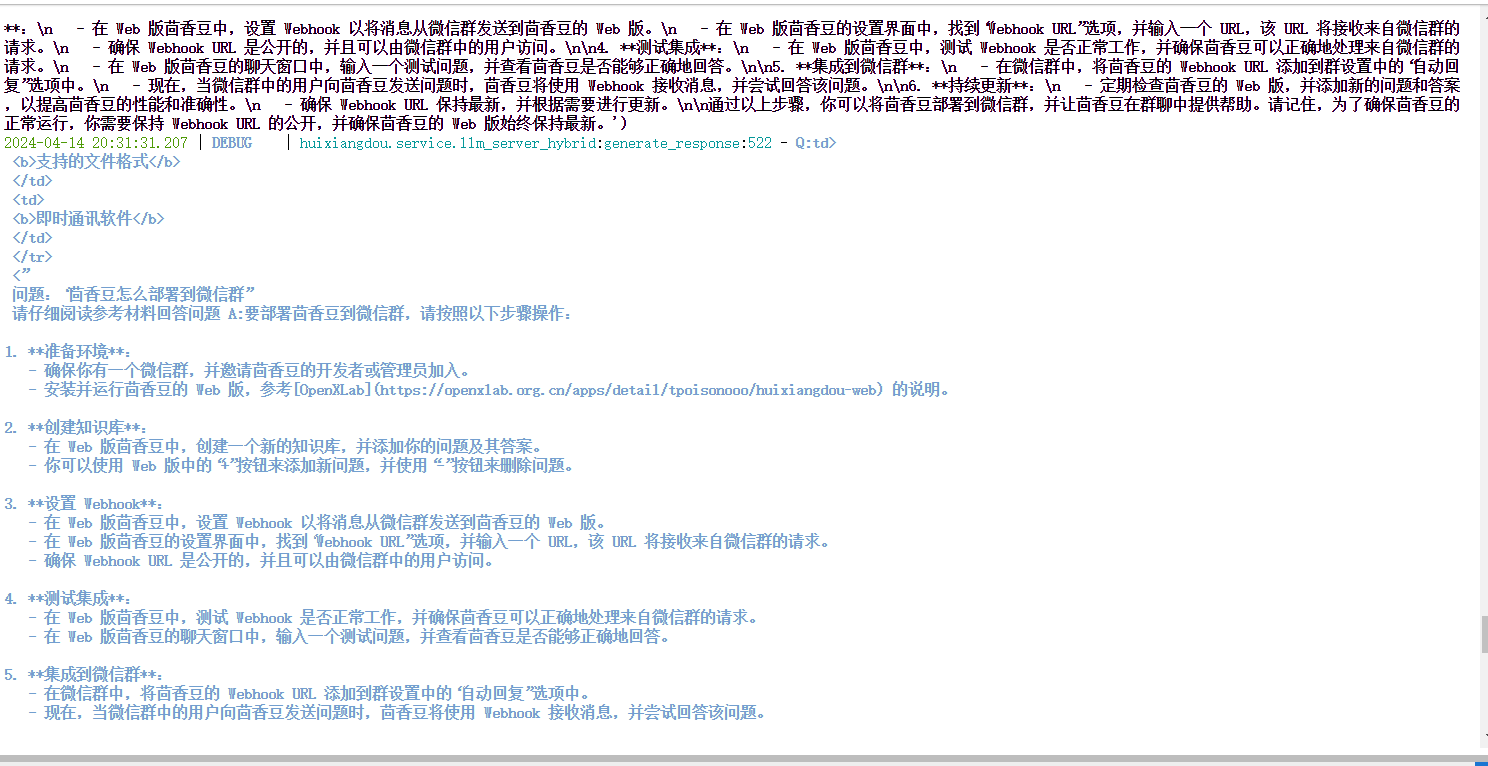 **：\n   - 在 Web 版茴香豆中，设置 Webhook 以将消息从微信群发送到茴香豆的 Web 版。\n   - 在 Web 版茴香豆的设置界面中，找到“Webhook URL”选项，并输入一个 URL，该 URL 将接收来自微信群的
请求。\n   - 确保 Webhook URL 是公开的，并且可以由微信群中的用户访问。\n\n4. **测试集成**：\n   - 在 Web 版茴香豆中，测试 Webhook 是否正常工作，并确保茴香豆可以正确地处理来自微信群的
请求。\n   - 在 Web 版茴香豆的聊天窗口中，输入一个测试问题，并查看茴香豆是否能够正确地回答。\n\n5. **集成到微信群**：\n   - 在微信群中，将茴香豆的 Webhook URL 添加到群设置中的“自动回
复”选项中。\n   - 现在，当微信群中的用户向茴香豆发送问题时，茴香豆将使用 Webhook 接收消息，并尝试回答该问题。\n\n6. **持续更新**：\n   - 定期检查茴香豆的 Web 版，并添加新的问题和答案
，以提高茴香豆的性能和准确性。\n   - 确保 Webhook URL 保持最新，并根据需要进行更新。\n\n通过以上步骤，你可以将茴香豆部署到微信群，并让茴香豆在群聊中提供帮助。请记住，为了确保茴香豆的
正常运行，你需要保持 Webhook URL 的公开，并确保茴香豆的 Web 版始终保持最新。')
2024-04-14 20:31:31.207 | DEBUG    | huixiangdou.service.llm_server_hybrid:generate_response:522 - Q:td>
<b>支持的文件格式</b>
</td>
<td>
<b>即时通讯软件</b>
</td>
</tr>
<”
问题：“茴香豆怎么部署到微信群”
请仔细阅读参考材料回答问题 A:要部署茴香豆到微信群，请按照以下步骤操作：
1. **准备环境**：
- 确保你有一个微信群，并邀请茴香豆的开发者或管理员加入。
- 安装并运行茴香豆的 Web 版，参考[OpenXLab](https://openxlab.org.cn/apps/detail/tpoisonooo/huixiangdou-web) 的说明。
2. **创建知识库**：
- 在 Web 版茴香豆中，创建一个新的知识库，并添加你的问题及其答案。
- 你可以使用 Web 版中的“+”按钮来添加新问题，并使用“-”按钮来删除问题。
3. **设置 Webhook**：
- 在 Web 版茴香豆中，设置 Webhook 以将消息从微信群发送到茴香豆的 Web 版。
- 在 Web 版茴香豆的设置界面中，找到“Webhook URL”选项，并输入一个 URL，该 URL 将接收来自微信群的请求。
- 确保 Webhook URL 是公开的，并且可以由微信群中的用户访问。
4. **测试集成**：
- 在 Web 版茴香豆中，测试 Webhook 是否正常工作，并确保茴香豆可以正确地处理来自微信群的请求。
- 在 Web 版茴香豆的聊天窗口中，输入一个测试问题，并查看茴香豆是否能够正确地回答。
5. **集成到微信群**：
- 在微信群中，将茴香豆的 Webhook URL 添加到群设置中的“自动回复”选项中。
- 现在，当微信群中的用户向茴香豆发送问题时，茴香豆将使用 Webhook 接收消息，并尝试回答该问题。